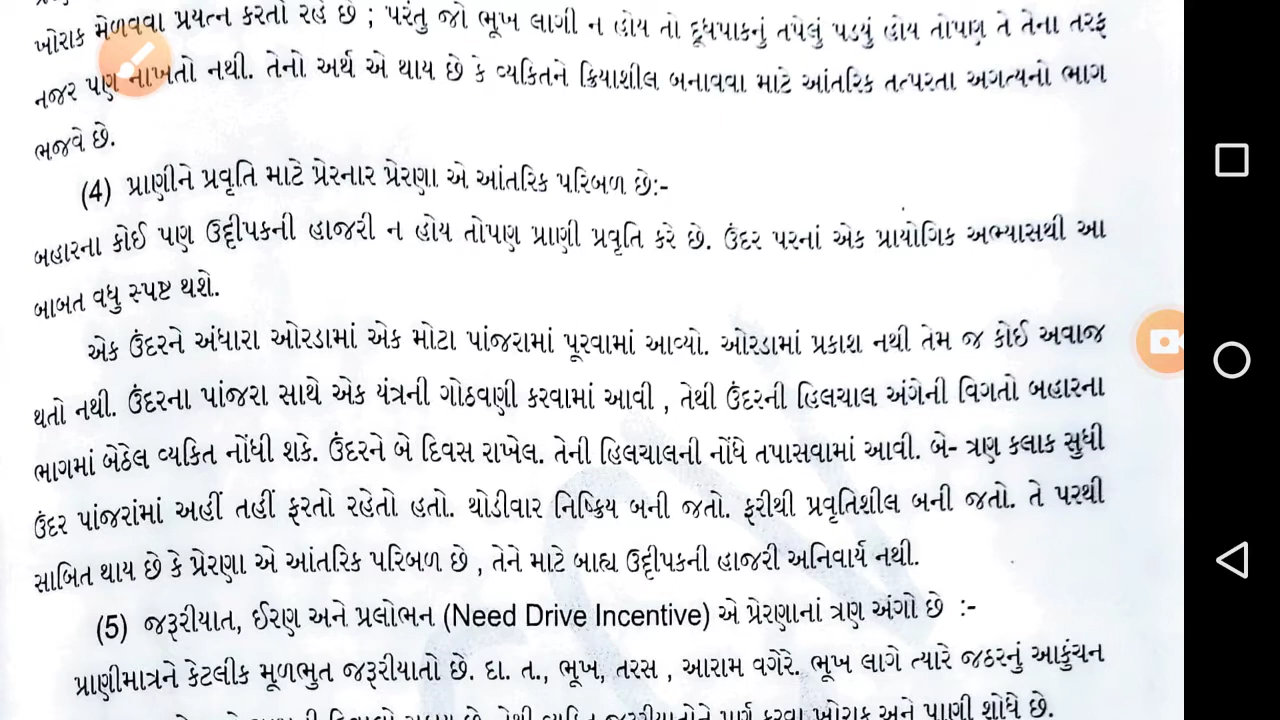 ખોરાક મેળવવા પ્રયત્ન કરતો રહે છે ; પરંતુ જો ભૂખ લાગી ન હોય તો દૂધપાકનું તપેલું પડયું હોય તોપણ તે તેના તરફ
નજર પણ નાખતો નથી. તેનો અર્થ એ થાય છે કે વ્યકિતને ક્રિયાશીલ બનાવવા માટે આંતરિક તત્પરતા અગત્યનો ભાગ
ભજવે છે.
(4) પ્રાણીને પ્રવૃતિ માટે પ્રેરનાર પ્રેરણા એ આંતરિક પરિબળ છે:-
બહારના કોઈ પણ ઉદ્દીપકની હાજરી ન હોય તોપણ પ્રાણી પ્રવૃતિ કરે છે. ઉંદર પરનાં એક પ્રાયોગિક અભ્યાસથી આ
બાબત વધુ સ્પષ્ટ થશે.
એક ઉંદરને અંધારા ઓરડામાં એક મોટા પાંજરામાં પૂરવામાં આવ્યો. ઓરડામાં પ્રકાશ નથી તેમ જ કોઈ અવાજ
થતો નથી. ઉંદરના પાંજરા સાથે એક યંત્રની ગોઠવણી કરવામાં આવી , તેથી ઉંદરની હિલચાલ અંગેની વિગતો બહારના
ભાગમાં બેઠેલ વ્યકિત નોંધી શકે. ઉંદરને બે દિવસ રાખેલ. તેની હિલચાલની નોંધે તપાસવામાં આવી. બે- ત્રણ કલાક સુધી
ઉંદર પાંજરાંમાં અહીં તહીં ફરતો રહેતો હતો. થોડીવાર નિષ્ક્રિય બની જતો. ફરીથી પ્રવૃતિશીલ બની જતો. તે પરથી
સાબિત થાય છે કે પ્રેરણા એ આંતરિક પરિબળ છે , તેને માટે બાહ્ય ઉદ્દીપકની હાજરી અનિવાર્ય નથી.
(5) જરૂરીયાત, ઈરણ અને પ્રલોભન (Need Drive Incentive) એ પ્રેરણાનાં ત્રણ અંગો છે :-
પ્રાણીમાત્રને કેટલીક મૂળભુત જરૂરીયાતો છે. દા. ત., ભૂખ, તરસ , આરામ વગેરે. ભૂખ લાગે ત્યારે જઠરનું આકુંચન
ખોરાક અને પાણી શોધે છે.